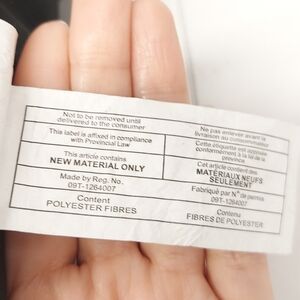 Not to be removed until
delivered to the consumer
This label is affixed in compliance
with Provincial Law
This article contains
NEW MATERIAL ONLY
Made by Reg. No.
09T-1264007
Content
POLYESTER FIBRES
Ne pas enlever avant la
livraison au consommateur
Cette étiquette est apposée
conformément à la loi de la
province
Cet article contient des
MATÉRIAUX NEUFS
SEULEMENT
Fabriqué par N° de permis
09T-1264007
Contenu
FIBRES DE POLYESTER